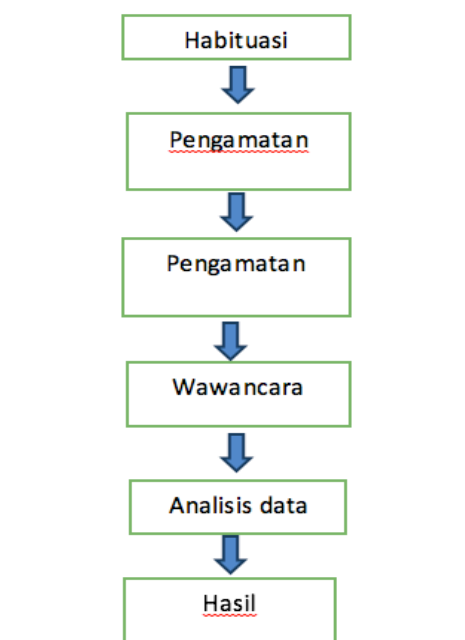 Habituasi
Pengamatan
Pengamatan
Wawancara
Analisis data
Hasil